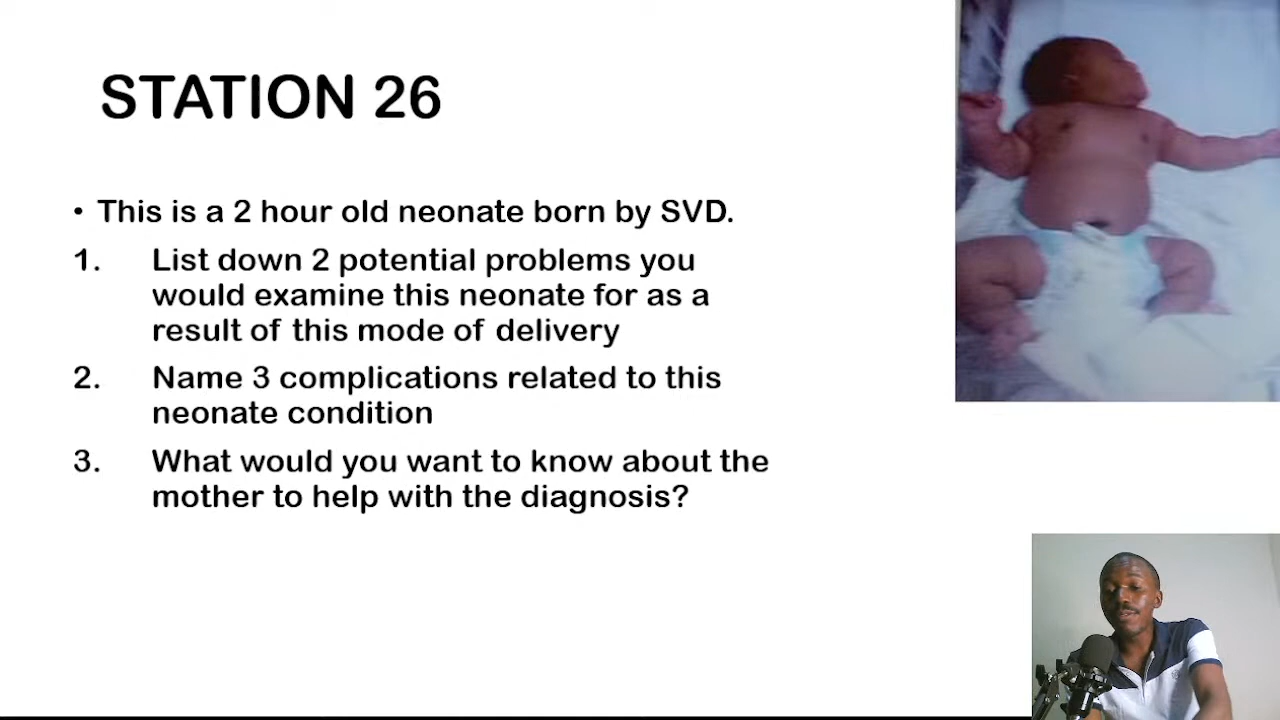 STATION 26
• This is a 2 hour old neonate born by SVD.
1. List down 2 potential problems you
would examine this neonate for as a
result of this mode of delivery
2. Name 3 complications related to this
neonate condition
3. What would you want to know about the
mother to help with the diagnosis?